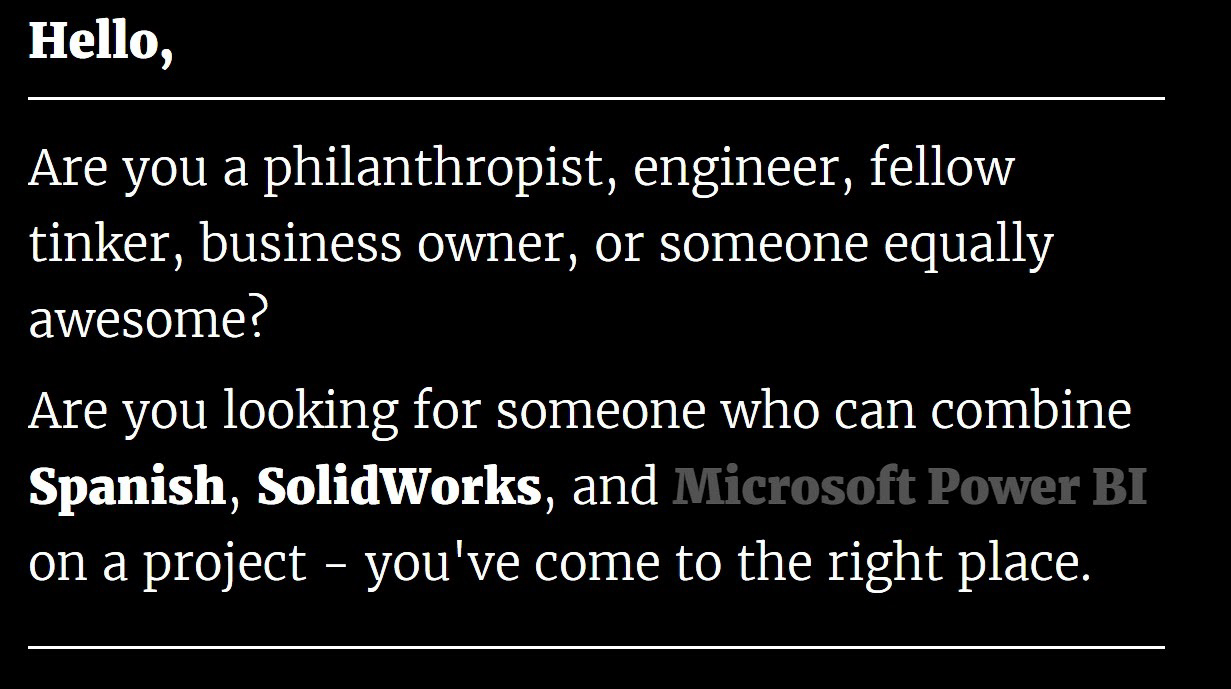 Hello,
Are you a philanthropist, engineer, fellow
tinker, business owner, or someone equally
awesome?
Are you looking for someone who can combine
Spanish, SolidWorks, and Microsoft Power BI
on a project – you've come to the right place.